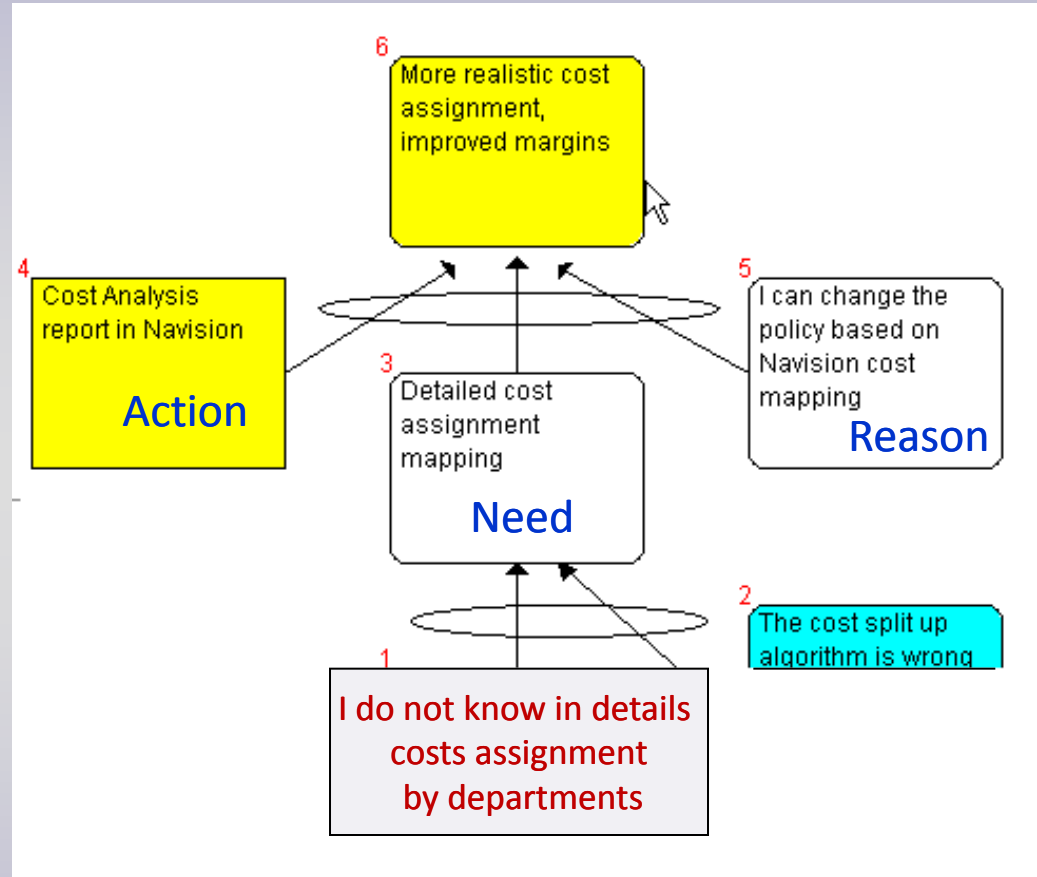 6
More realistic cost
assignment,
improved margins
4
Cost Analysis
report in Navision
Action
5
I can change the
policy based on
Navision cost
mapping
Reason
3
Detailed cost
assignment
mapping
Need
2
The cost split up
algorithm is wrong
1
I do not know in details
costs assignment
by departments